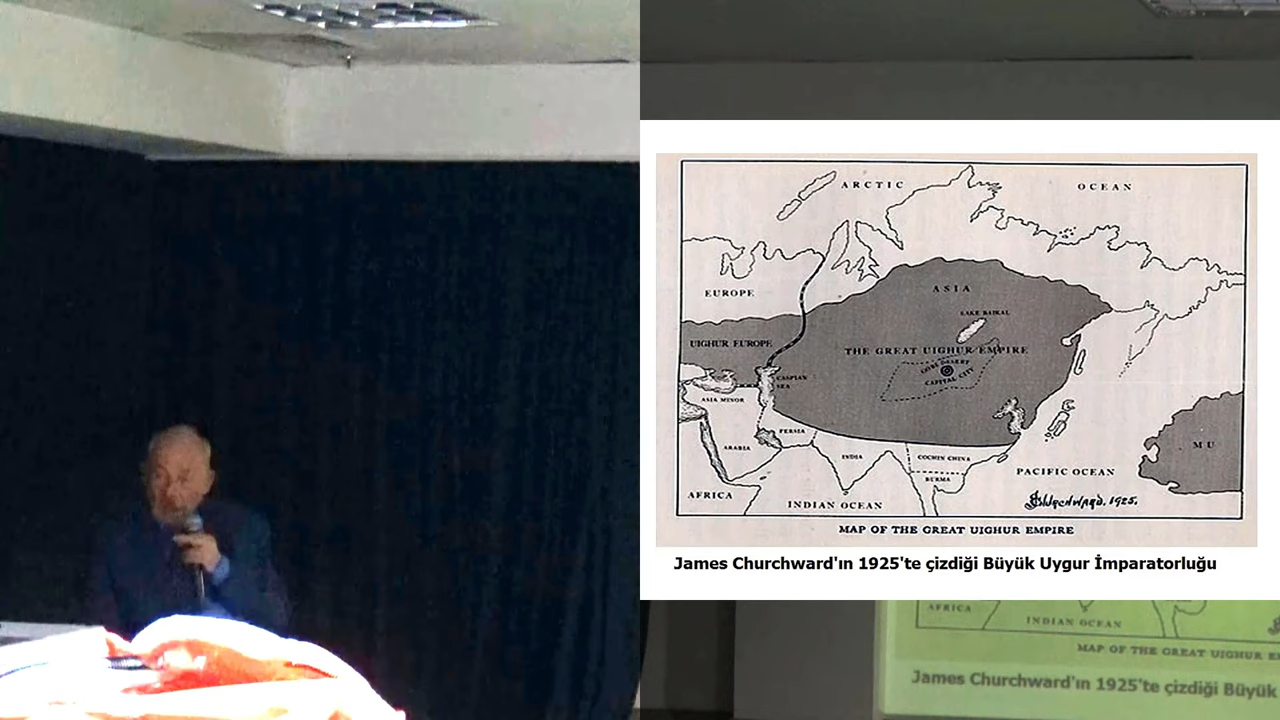 ARCTIC OCEAN
EUROPE
ASIA
LAKE BAIKAL
UIGHUR EUROPE
THE GREAT UIGHUR EMPIRE
GOBI DESERT
CAPITAL CITY
CASPIAN
SEA
ASIA MINOR
PERSIA
ARABIA
INDIA
COCHIN CHINA
BURMA
MU
PACIFIC OCEAN
AFRICA
INDIAN OCEAN
Churchward. 1925.
MAP OF THE GREAT UIGHUR EMPIRE
James Churchward'ın 1925'te çizdiği Büyük Uygur İmparatorluğu
AFRICA
INDIAN OCEAN
MAP OF THE GREAT UIGHUR
James Churchward'ın 1925'te çizdiği Büyük